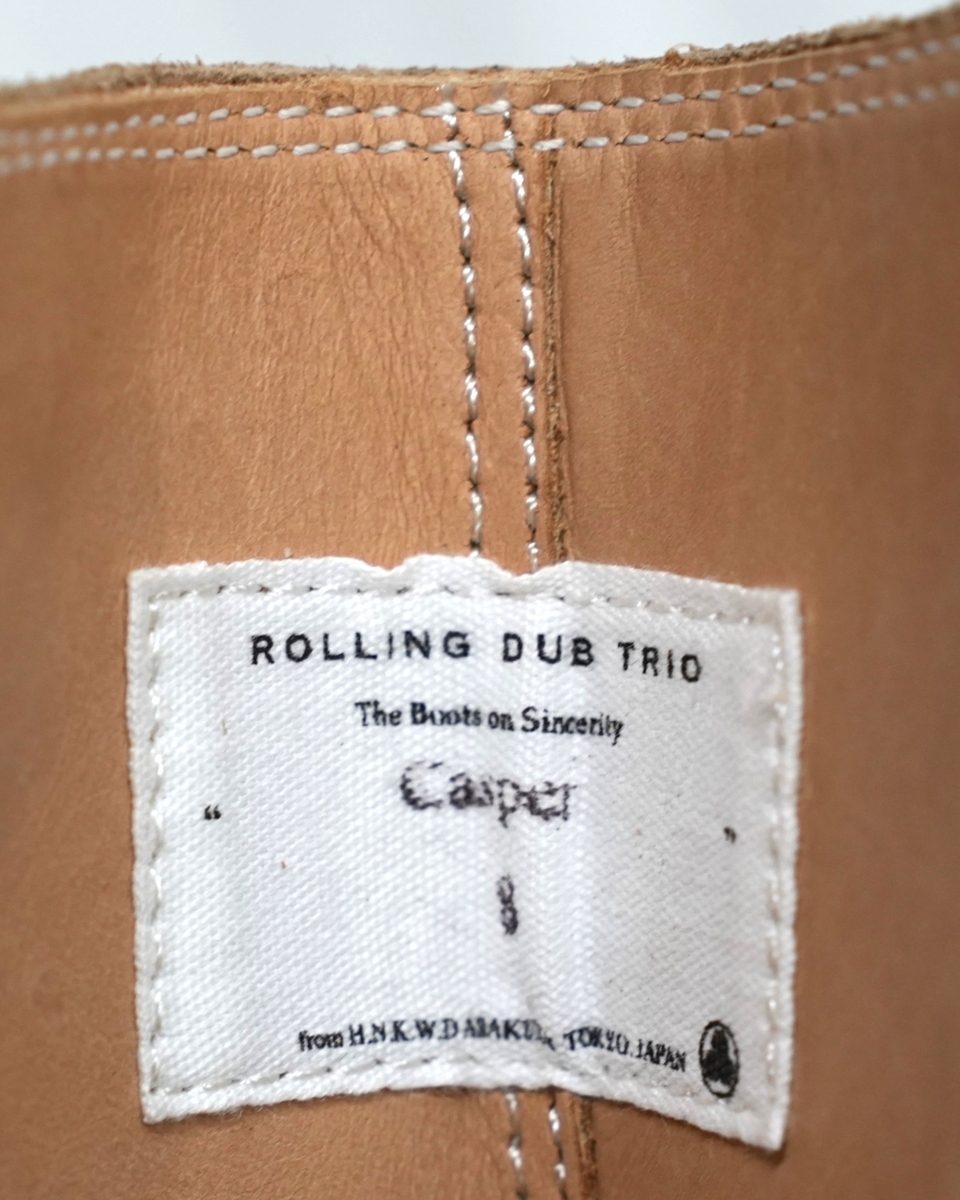 ROLLING DUB TRIO
The Boots on Sincerity
Casper
“ ”
8
from H.N.K.W.D TOKYO.JAPAN